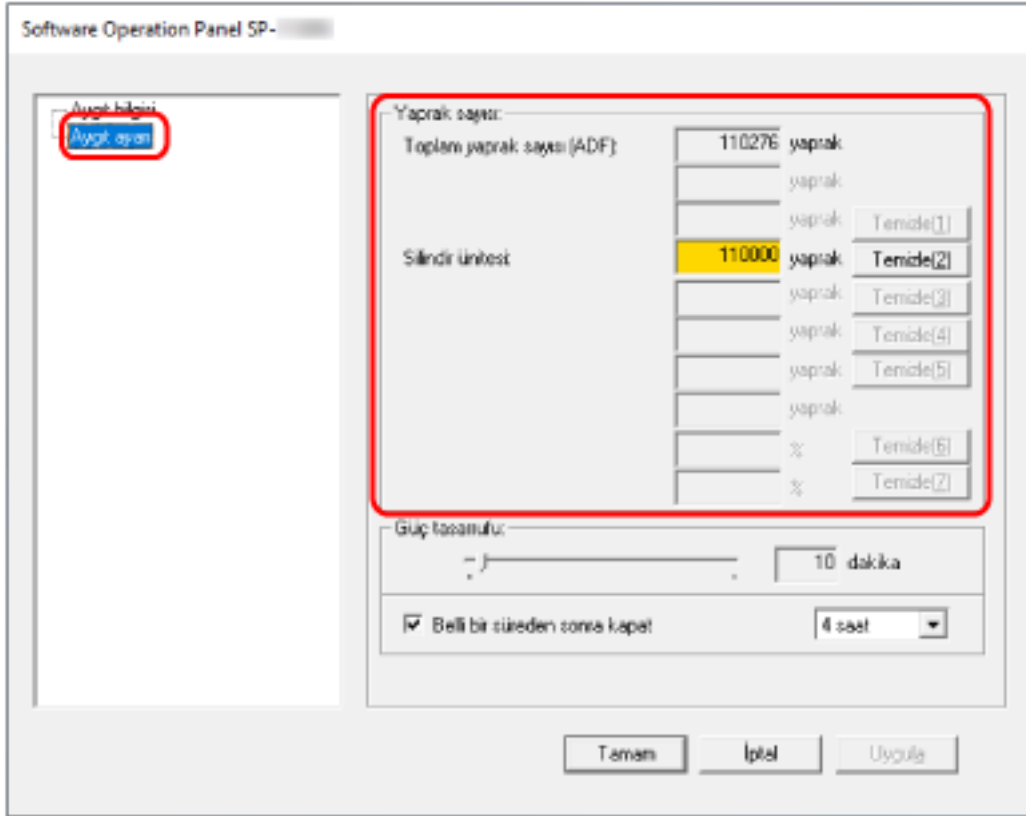 Software Operation Panel SP-
Aygıt bilgisi
Aygıt ayarı
Yaprak sayısı:
Toplam yaprak sayısı (ADF): 110276 yaprak
yaprak
yaprak Temizle(1)
Silindir ünitesi: 110000 yaprak Temizle(2)
yaprak Temizle(3)
yaprak Temizle(4)
yaprak Temizle(5)
yaprak
% Temizle(6)
% Temizle(7)
Güç tasarrufu:
10 dakika
Belli bir süreden sonra kapat 4 saat
Tamam İptal Uygula